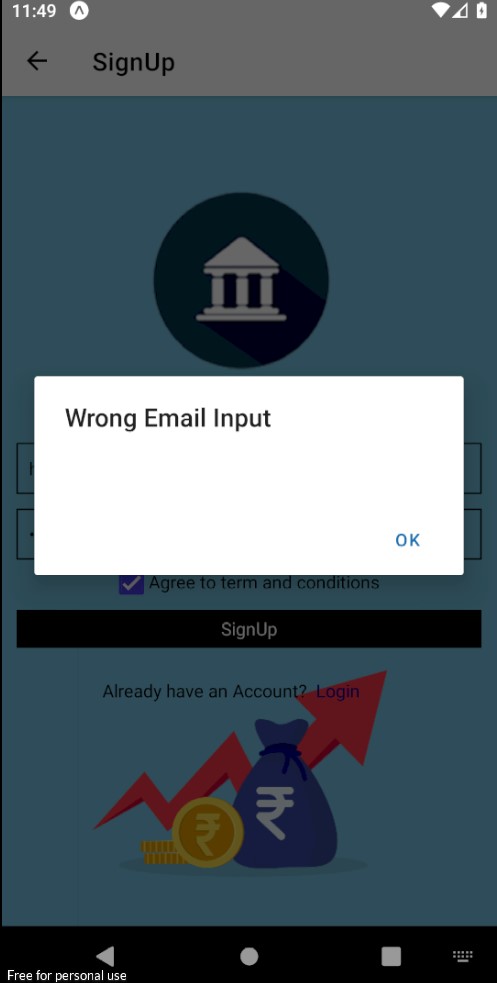 11:49
SignUp
Wrong Email Input
OK
Agree to term and conditions
SignUp
Already have an Account? Login
Free for personal use